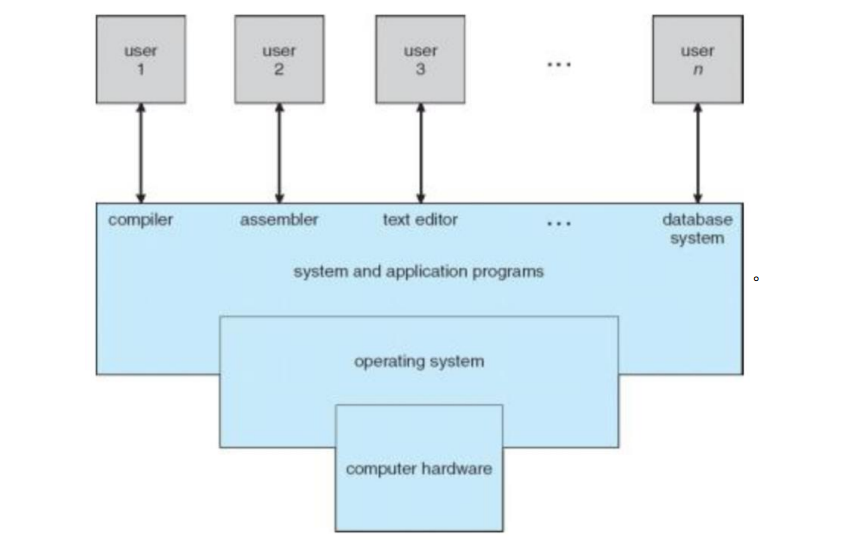 user
1
user
2
user
3
...
user
n
compiler
assembler
text editor
...
database
system
system and application programs
。
operating system
computer hardware